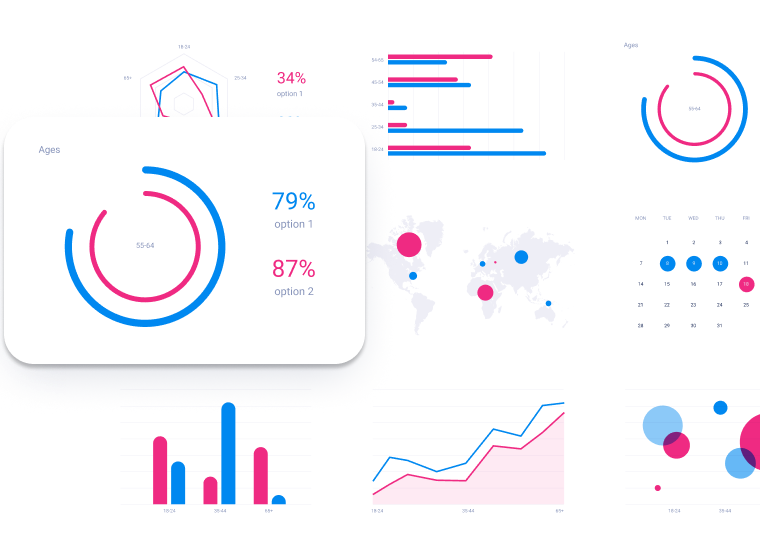 18-24
65+
25-34
34%
option 1
55-65
45-54
35-44
25-34
18-24
Ages
55-64
Ages
55-64
79%
option 1
87%
option 2
MON TUE WED THU FRI
1 2 3 4
7 8 9 10 11
14 15 16 17 18
21 22 23 24 25
28 29 30 31
18-24 35-44 65+
18-24 35-44 65+
18-24 35-44